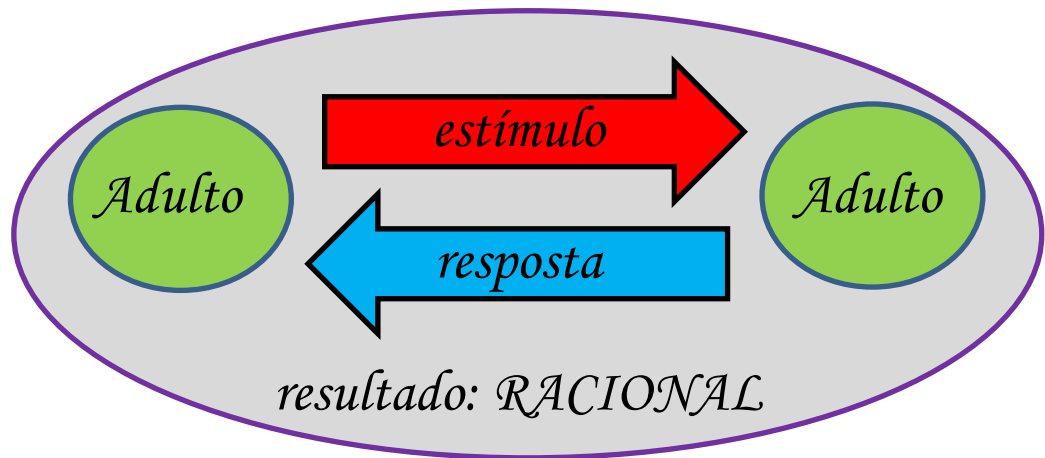 estímulo
Adulto
Adulto
resposta
resultado: RACIONAL